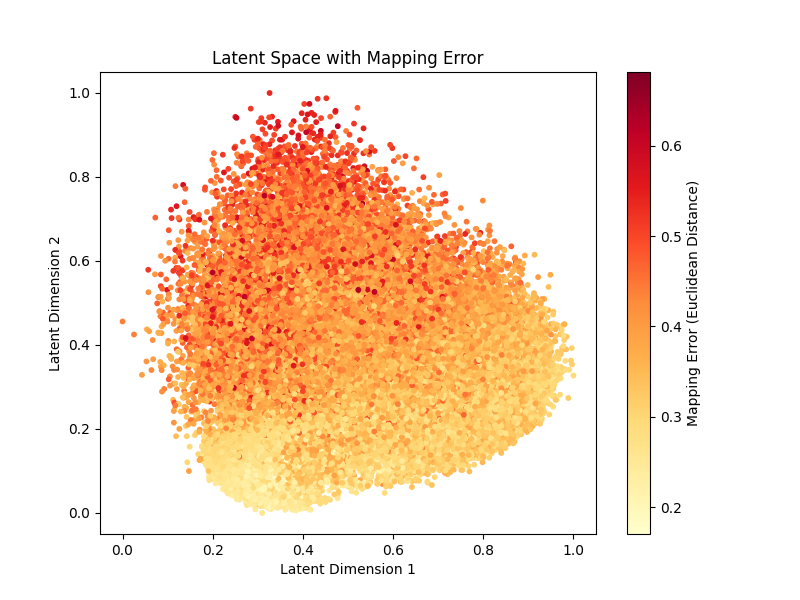 Latent Space with Mapping Error
1.0
0.8
0.6
0.4
0.2
0.0
Latent Dimension 2
0.0 0.2 0.4 0.6 0.8 1.0
Latent Dimension 1
0.6
0.5
0.4
0.3
0.2
Mapping Error (Euclidean Distance)